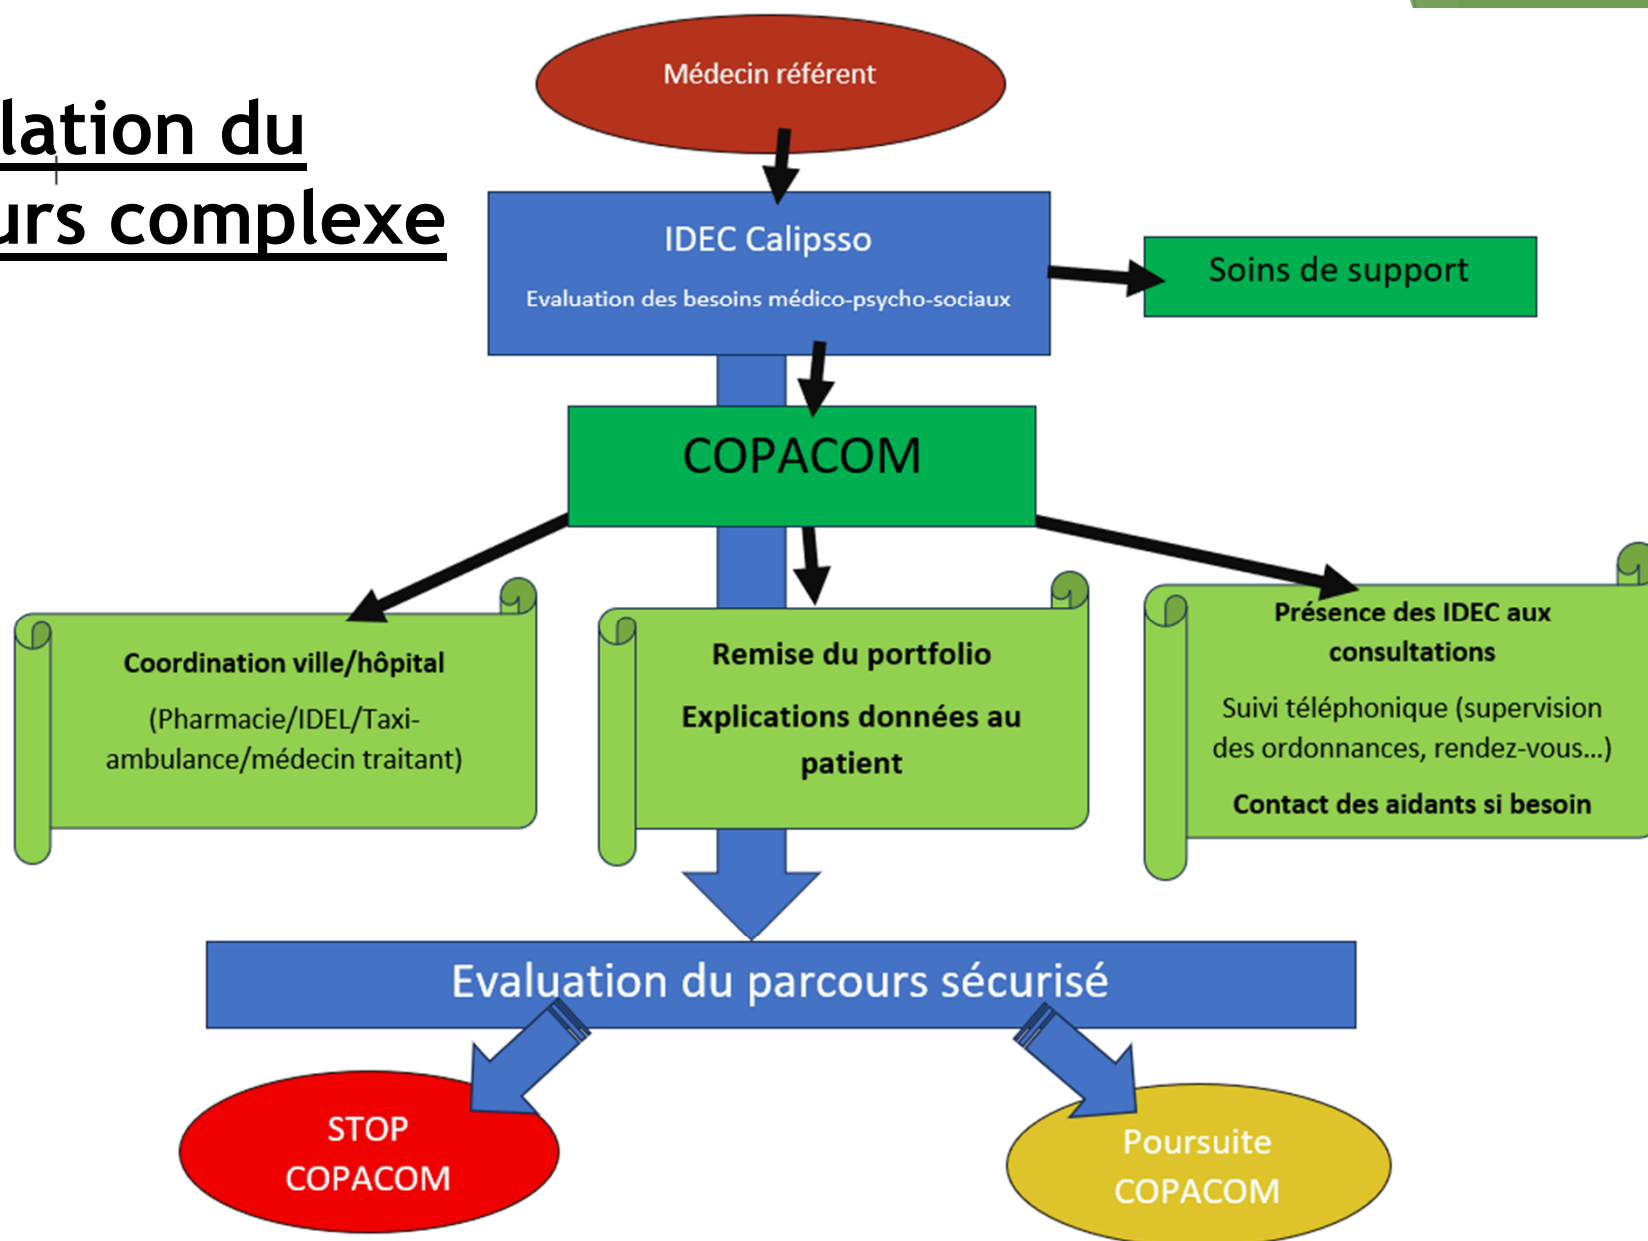 lation du
urs complexe
Médecin référent
IDEC Calipsso
Evaluation des besoins médico-psycho-sociaux
Soins de support
COPACOM
Coordination ville/hôpital
(Pharmacie/IDEL/Taxi-
ambulance/médecin traitant)
Remise du portfolio
Explications données au
patient
Présence des IDEC aux
consultations
Suivi téléphonique (supervision
des ordonnances, rendez-vous...)
Contact des aidants si besoin
Evaluation du parcours sécurisé
STOP
COPACOM
Poursuite
COPACOM